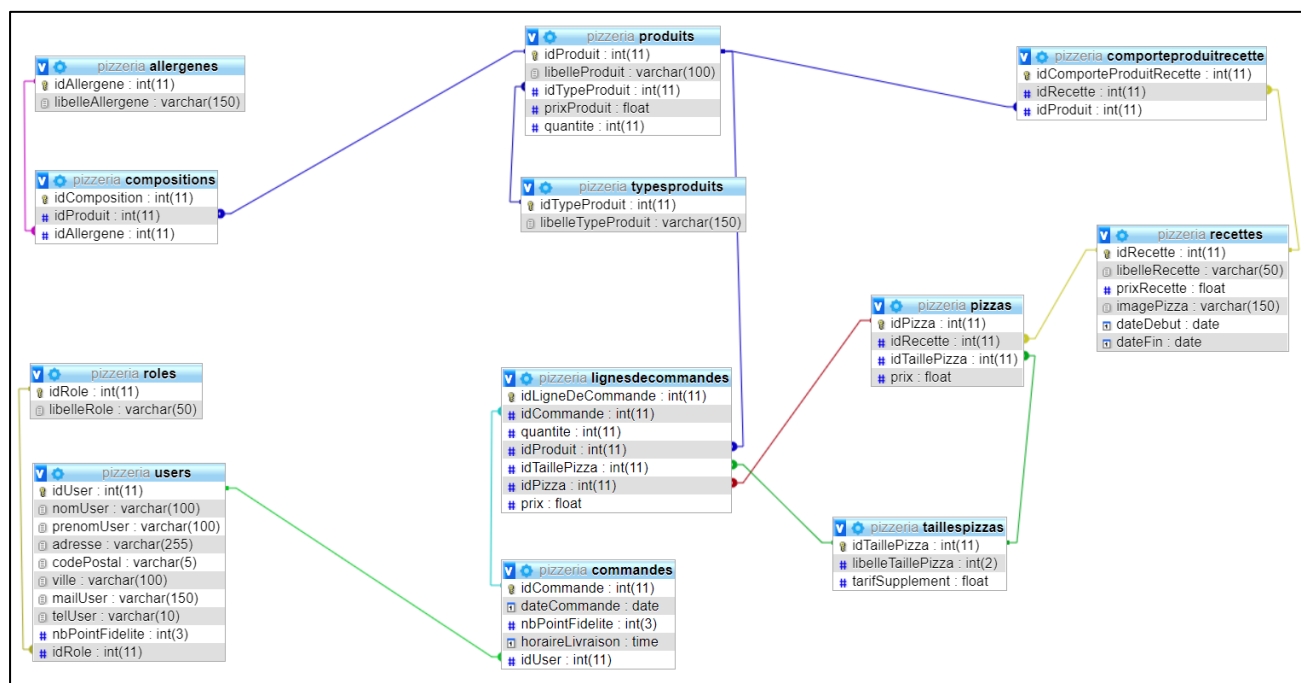 pizzeria allergenes
idAllergene : int(11)
libelleAllergene : varchar(150)
pizzeria compositions
idComposition : int(11)
idProduit : int(11)
idAllergene : int(11)
pizzeria produits
idProduit : int(11)
libelleProduit : varchar(100)
idTypeProduit : int(11)
prixProduit : float
quantite : int(11)
pizzeria typesproduits
idTypeProduit : int(11)
libelleTypeProduit : varchar(150)
pizzeria comporteproduitrecette
idComporteProduitRecette : int(11)
idRecette : int(11)
idProduit : int(11)
pizzeria recettes
idRecette : int(11)
libelleRecette : varchar(50)
prixRecette : float
imagePizza : varchar(150)
dateDebut : date
dateFin : date
pizzeria pizzas
idPizza : int(11)
idRecette : int(11)
idTaillePizza : int(11)
prix : float
pizzeria roles
idRole : int(11)
libelleRole : varchar(50)
pizzeria users
idUser : int(11)
nomUser : varchar(100)
prenomUser : varchar(100)
adresse : varchar(255)
codePostal : varchar(5)
ville : varchar(100)
mailUser : varchar(150)
telUser : varchar(10)
nbPointFidelite : int(3)
idRole : int(11)
pizzeria lignesdecommandes
idLigneDeCommande : int(11)
idCommande : int(11)
quantite : int(11)
idProduit : int(11)
idTaillePizza : int(11)
idPizza : int(11)
prix : float
pizzeria commandes
idCommande : int(11)
dateCommande : date
nbPointFidelite : int(3)
horaireLivraison : time
idUser : int(11)
pizzeria taillespizzas
idTaillePizza : int(11)
libelleTaillePizza : int(2)
tarifSupplement : float